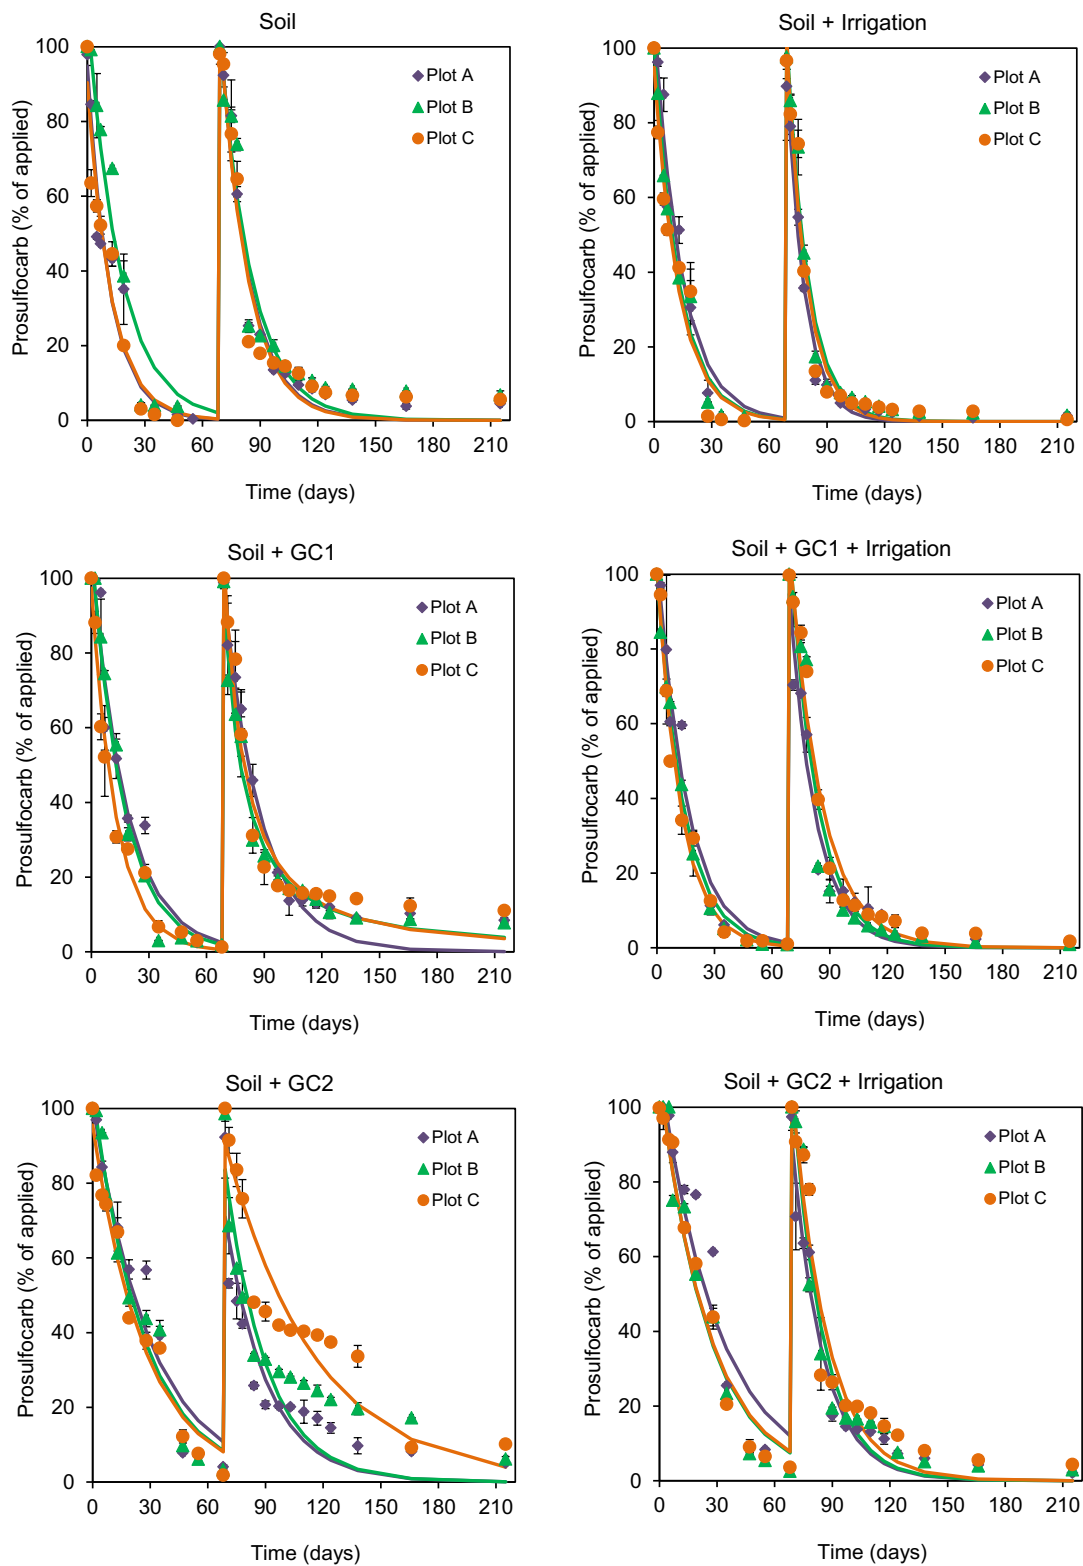 Soil
Prosulfocarb (% of applied)
100
80
60
40
20
0
Plot A
Plot B
Plot C
0 30 60 90 120 150 180 210
Time (days)
Soil + Irrigation
Prosulfocarb (% of applied)
100
80
60
40
20
0
Plot A
Plot B
Plot C
0 30 60 90 120 150 180 210
Time (days)
Soil + GC1
Prosulfocarb (% of applied)
100
80
60
40
20
0
Plot A
Plot B
Plot C
0 30 60 90 120 150 180 210
Time (days)
Soil + GC1 + Irrigation
Prosulfocarb (% of applied)
100
80
60
40
20
0
Plot A
Plot B
Plot C
0 30 60 90 120 150 180 210
Time (days)
Soil + GC2
Prosulfocarb (% of applied)
100
80
60
40
20
0
Plot A
Plot B
Plot C
0 30 60 90 120 150 180 210
Time (days)
Soil + GC2 + Irrigation
Prosulfocarb (% of applied)
100
80
60
40
20
0
Plot A
Plot B
Plot C
0 30 60 90 120 150 180 210
Time (days)